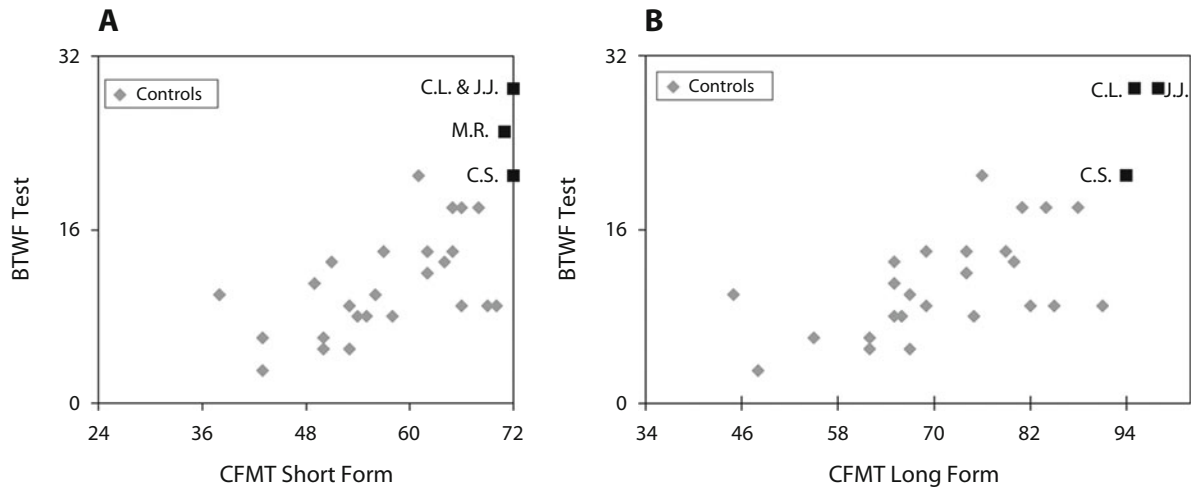 A
32
Controls
C.L. & J.J.
M.R.
C.S.
16
0
24 36 48 60 72
BTWF Test
CFMT Short Form
B
32
Controls
C.L.
J.J.
C.S.
16
0
34 46 58 70 82 94
BTWF Test
CFMT Long Form